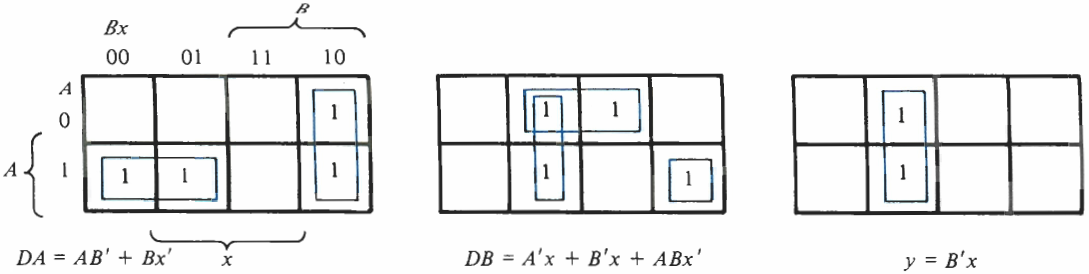 B
Bx
00 01 11 10
A
0 1 1 1 1
A 1 1 1 1 1 1 1
DA = AB′ + Bx′ x DB = A′x + B′x + ABx′ y = B′x